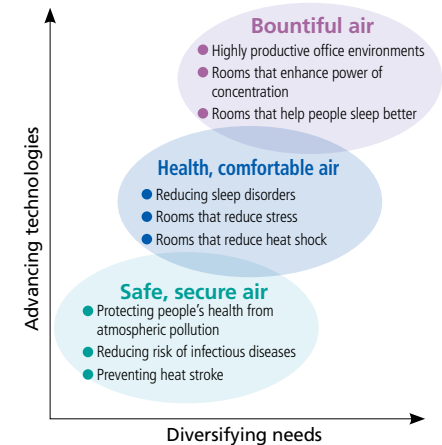 Bountiful air
● Highly productive office environments
● Rooms that enhance power of
concentration
● Rooms that help people sleep better
Health, comfortable air
● Reducing sleep disorders
● Rooms that reduce stress
● Rooms that reduce heat shock
Safe, secure air
● Protecting people's health from
atmospheric pollution
● Reducing risk of infectious diseases
● Preventing heat stroke
Advancing technologies
Diversifying needs